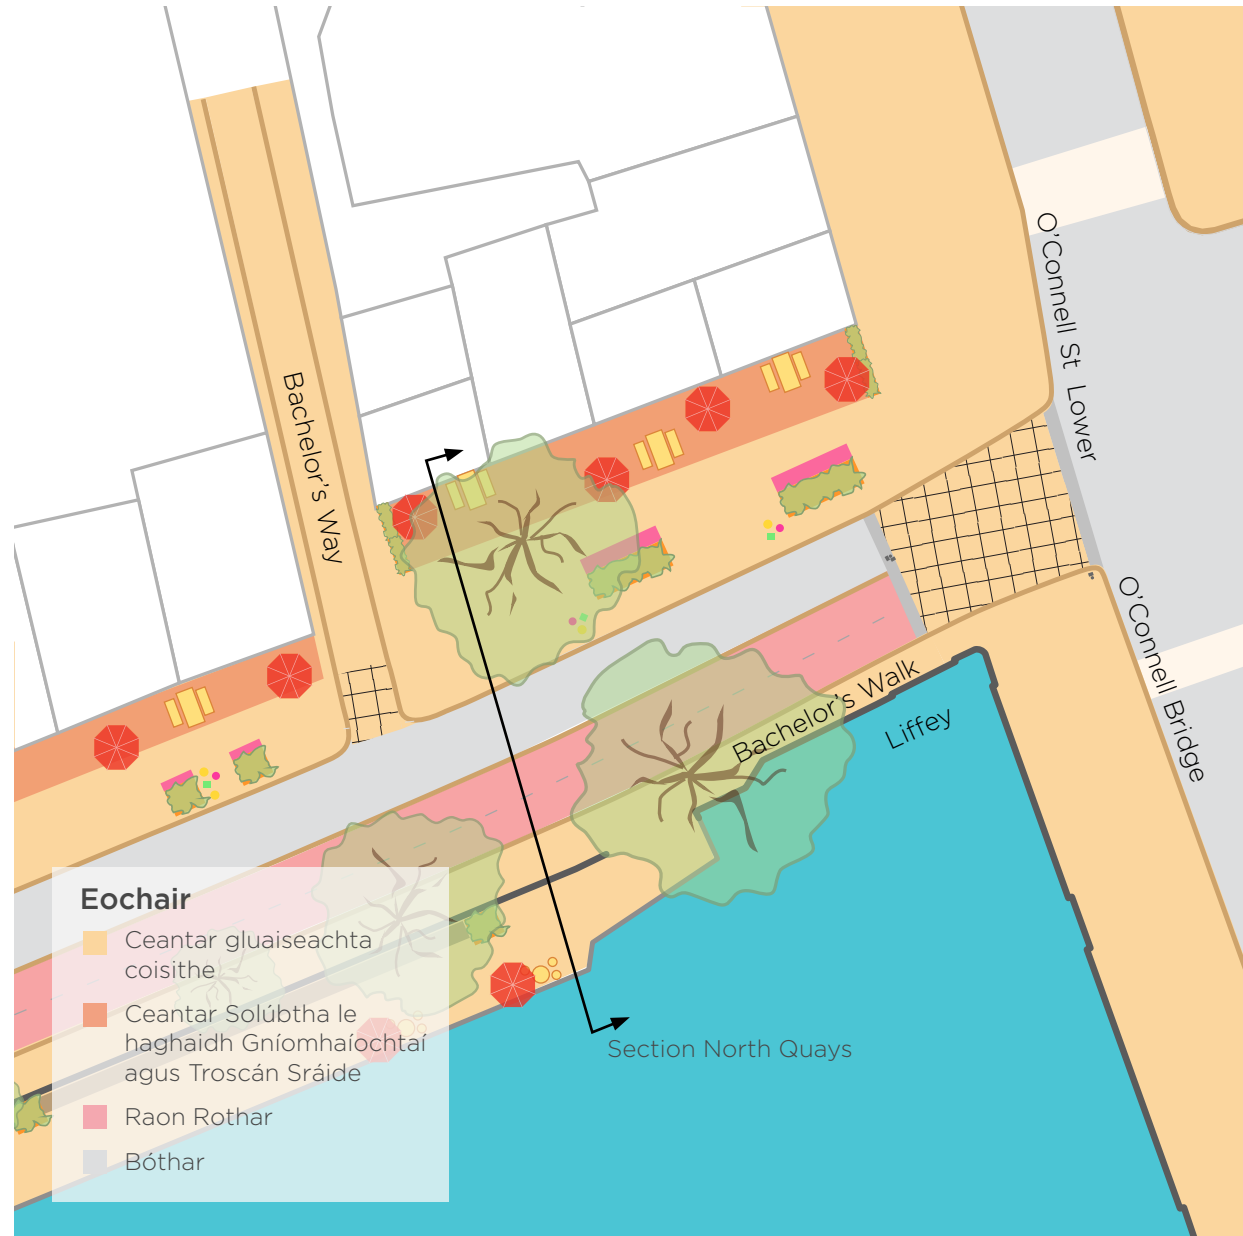 O'Connell St Lower
Bachelor's Way
O'Connell Bridge
Bachelor's Walk
Liffey
Section North Quays
Eochair
Ceantar gluaiseachta
coisithe
Ceantar Solúbtha le
haghaidh Gníomhaíochtaí
agus Troscán Sráide
Raon Rothar
Bóthar